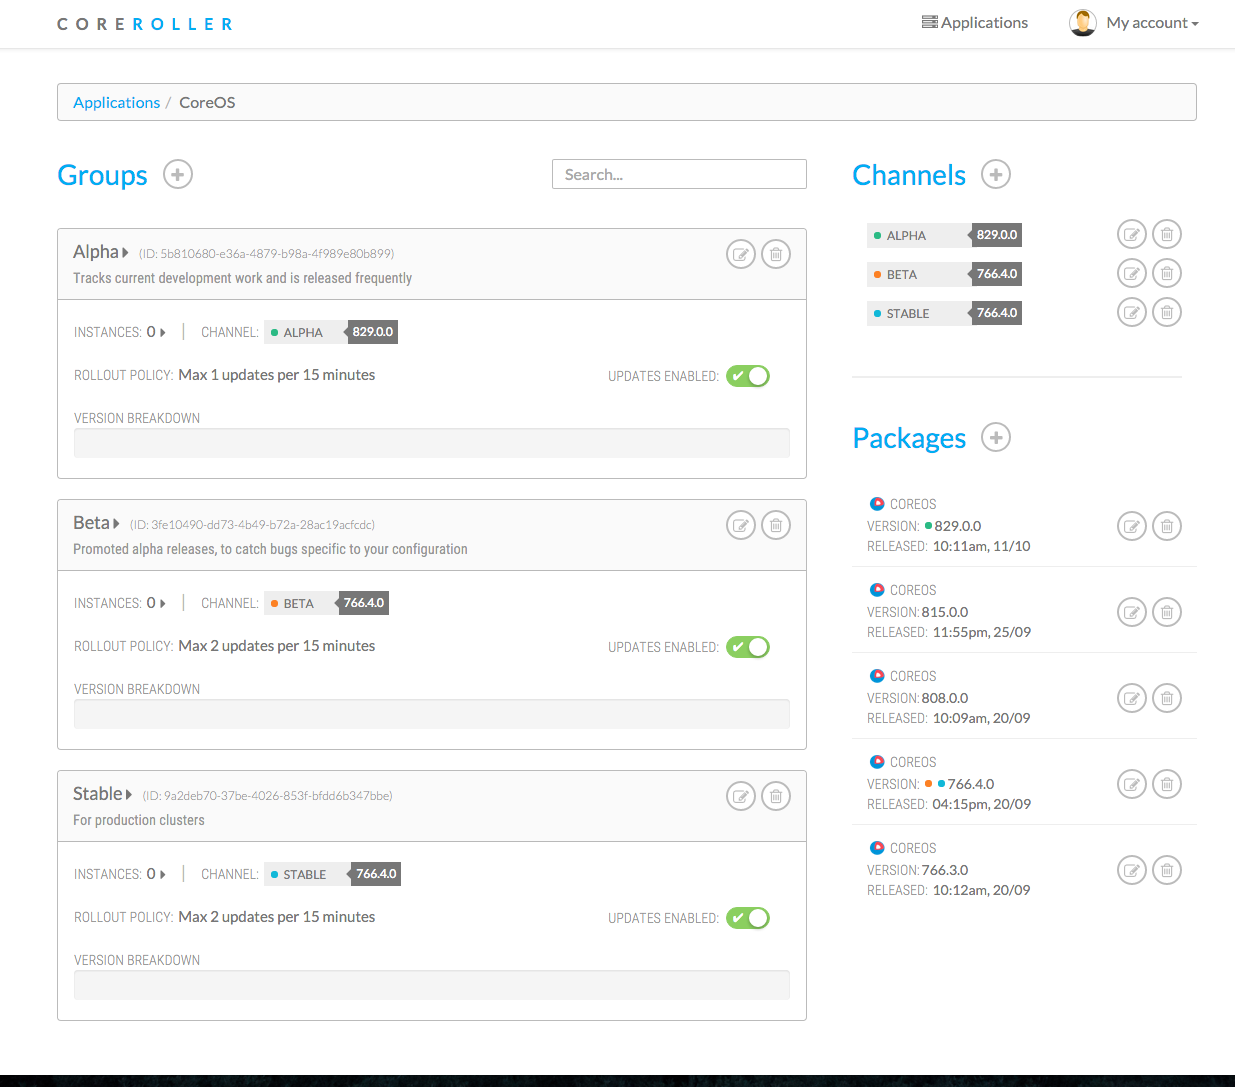 COREROLLER
Applications
My account
Applications / CoreOS
Groups
Search...
Alpha (ID: 5b810680-e36a-4879-b98a-4f989e80b899)
Tracks current development work and is released frequently
INSTANCES: 0 | CHANNEL: ALPHA 829.0.0
ROLLOUT POLICY: Max 1 updates per 15 minutes
UPDATES ENABLED:
VERSION BREAKDOWN
Beta (ID: 3fe10490-dd73-4b49-b72a-28ac19acfcdc)
Promoted alpha releases, to catch bugs specific to your configuration
INSTANCES: 0 | CHANNEL: BETA 766.4.0
ROLLOUT POLICY: Max 2 updates per 15 minutes
UPDATES ENABLED:
VERSION BREAKDOWN
Stable (ID: 9a2deb70-37be-4026-853f-bfdd6b347bbe)
For production clusters
INSTANCES: 0 | CHANNEL: STABLE 766.4.0
ROLLOUT POLICY: Max 2 updates per 15 minutes
UPDATES ENABLED:
VERSION BREAKDOWN
Channels
ALPHA 829.0.0
BETA 766.4.0
STABLE 766.4.0
Packages
COREOS
VERSION: 829.0.0
RELEASED: 10:11am, 11/10
COREOS
VERSION: 815.0.0
RELEASED: 11:55pm, 25/09
COREOS
VERSION: 808.0.0
RELEASED: 10:09am, 20/09
COREOS
VERSION: 766.4.0
RELEASED: 04:15pm, 20/09
COREOS
VERSION: 766.3.0
RELEASED: 10:12am, 20/09